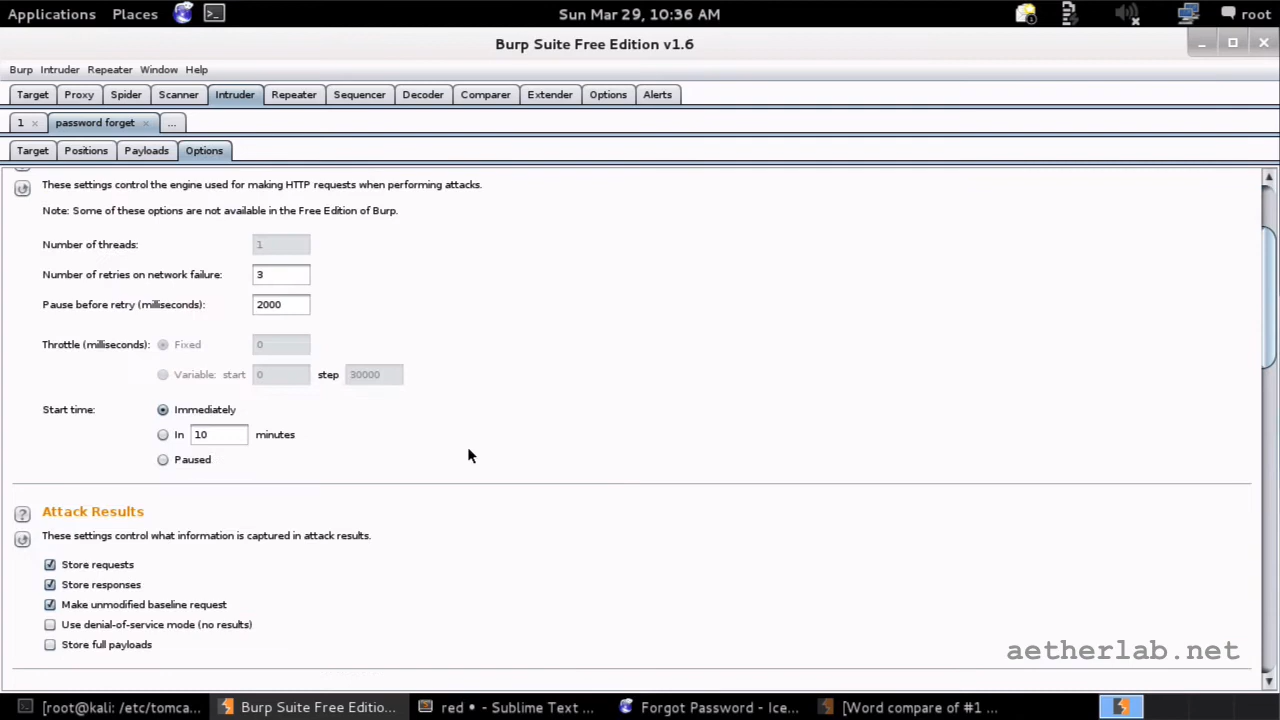 Applications Places Sun Mar 29, 10:36 AM root
Burp Suite Free Edition v1.6
Burp Intruder Repeater Window Help
Target Proxy Spider Scanner Intruder Repeater Sequencer Decoder Comparer Extender Options Alerts
1 × password forget × ...
Target Positions Payloads Options
These settings control the engine used for making HTTP requests when performing attacks.
Note: Some of these options are not available in the Free Edition of Burp.
Number of threads: 1
Number of retries on network failure: 3
Pause before retry (milliseconds): 2000
Throttle (milliseconds): Fixed 0
Variable: start 0 step 30000
Start time: Immediately
In 10 minutes
Paused
? Attack Results
These settings control what information is captured in attack results.
Store requests
Store responses
Make unmodified baseline request
Use denial-of-service mode (no results)
Store full payloads
aetherlab.net
[root@kali: /etc/tomca... Burp Suite Free Editio... red • - Sublime Text ... Forgot Password - Ice... [Word compare of #1 ...